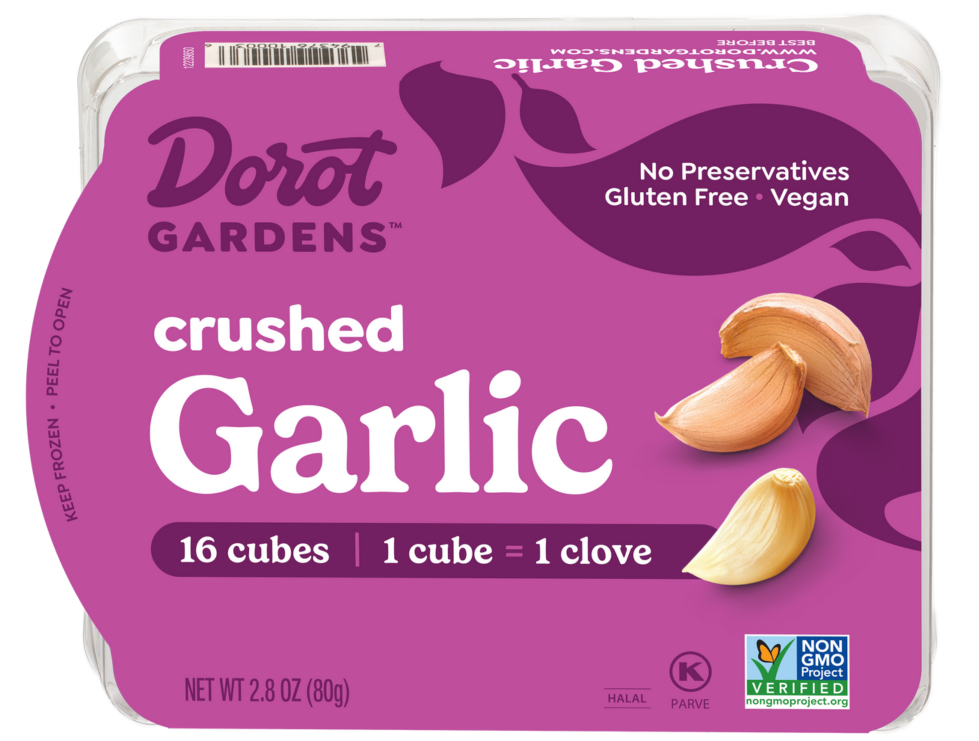 Crushed Garlic
WWW.DOROTGARDENS.COM
BEST BEFORE
Dorot
GARDENS™
No Preservatives
Gluten Free • Vegan
KEEP FROZEN • PEEL TO OPEN
crushed
Garlic
16 cubes | 1 cube = 1 clove
NET WT 2.8 OZ (80g)
HALAL
K
PARVE
NON
GMO
Project
VERIFIED
nongmoproject.org